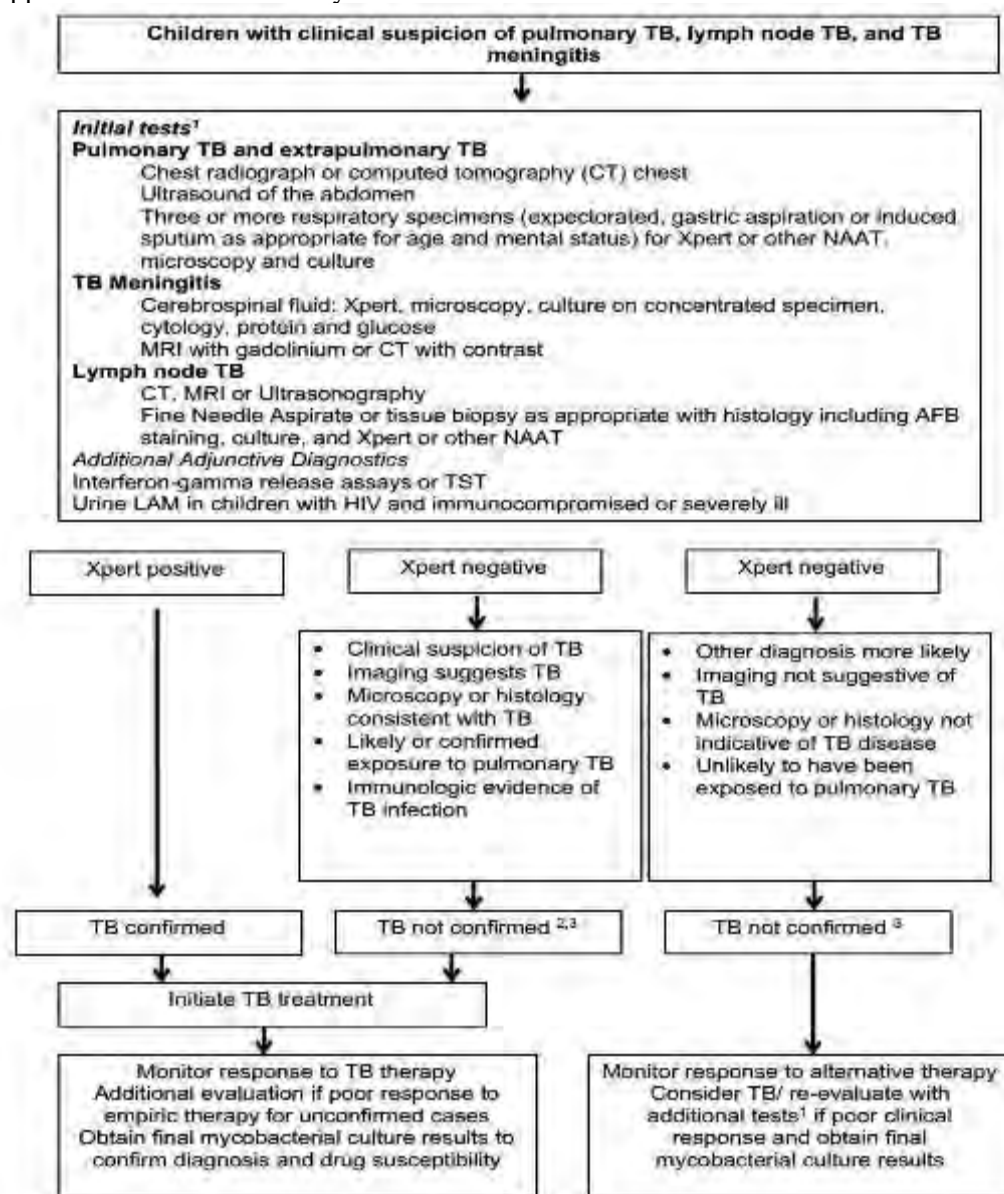 Children with clinical suspicion of pulmonary TB, lymph node TB, and TB
meningitis
Initial tests¹
Pulmonary TB and extrapulmonary TB
Chest radiograph or computed tomography (CT) chest
Ultrasound of the abdomen
Three or more respiratory specimens (expectorated, gastric aspiration or induced
sputum as appropriate for age and mental status) for Xpert or other NAAT,
microscopy and culture
TB Meningitis
Cerebrospinal fluid: Xpert, microscopy, culture on concentrated specimen,
cytology, protein and glucose
MRI with gadolinium or CT with contrast
Lymph node TB
CT, MRI or Ultrasonography
Fine Needle Aspirate or tissue biopsy as appropriate with histology including AFB
staining, culture, and Xpert or other NAAT
Additional Adjunctive Diagnostics
Interferon-gamma release assays or TST
Urine LAM in children with HIV and immunocompromised or severely ill
Xpert positive
Xpert negative
Xpert negative
• Clinical suspicion of TB
• Imaging suggests TB
• Microscopy or histology
consistent with TB
• Likely or confirmed
exposure to pulmonary TB
• Immunologic evidence of
TB infection
• Other diagnosis more likely
• Imaging not suggestive of
TB
• Microscopy or histology not
indicative of TB disease
• Unlikely to have been
exposed to pulmonary TB
TB confirmed
TB not confirmed ²,³
TB not confirmed ³
Initiate TB treatment
Monitor response to TB therapy
Additional evaluation if poor response to
empiric therapy for unconfirmed cases
Obtain final mycobacterial culture results to
confirm diagnosis and drug susceptibility
Monitor response to alternative therapy
Consider TB/ re-evaluate with
additional tests¹ if poor clinical
response and obtain final
mycobacterial culture results